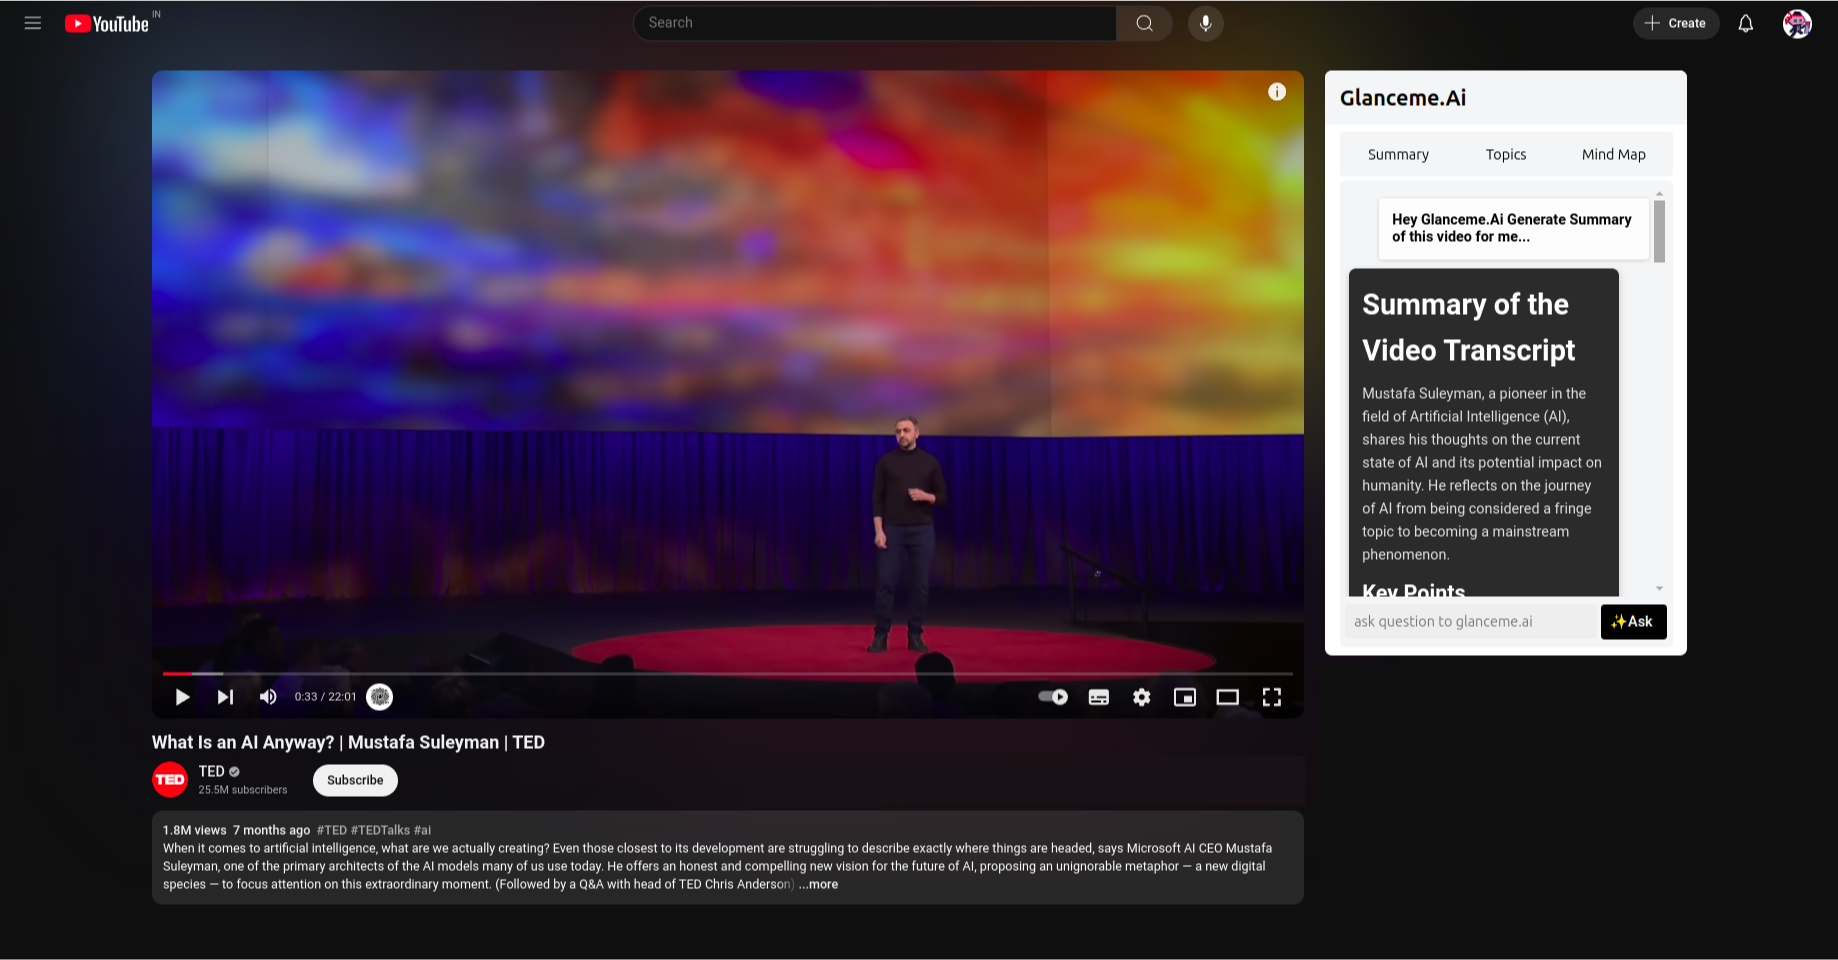 YouTube IN
Search
Create
Glanceme.Ai
Summary Topics Mind Map
Hey Glanceme.Ai Generate Summary
of this video for me...
Summary of the
Video Transcript
Mustafa Suleyman, a pioneer in the
field of Artificial Intelligence (AI),
shares his thoughts on the current
state of AI and its potential impact on
humanity. He reflects on the journey
of AI from being considered a fringe
topic to becoming a mainstream
phenomenon.
Key Points
ask question to glanceme.ai
✨Ask
0:33 / 22:01
What Is an AI Anyway? | Mustafa Suleyman | TED
TED
TED
25.5M subscribers
Subscribe
1.8M views 7 months ago #TED #TEDTalks #ai
When it comes to artificial intelligence, what are we actually creating? Even those closest to its development are struggling to describe exactly where things are headed, says Microsoft AI CEO Mustafa
Suleyman, one of the primary architects of the AI models many of us use today. He offers an honest and compelling new vision for the future of AI, proposing an unignorable metaphor — a new digital
species — to focus attention on this extraordinary moment. (Followed by a Q&A with head of TED Chris Anderson) ...more